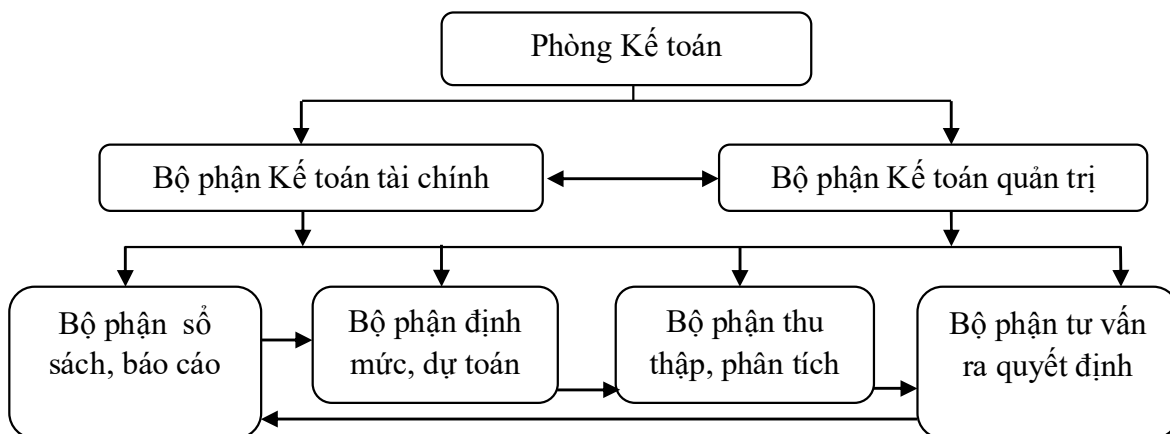 Phòng Kế toán
Bộ phận Kế toán tài chính
Bộ phận Kế toán quản trị
Bộ phận sổ
sách, báo cáo
Bộ phận định
mức, dự toán
Bộ phận thu
thập, phân tích
Bộ phận tư vấn
ra quyết định